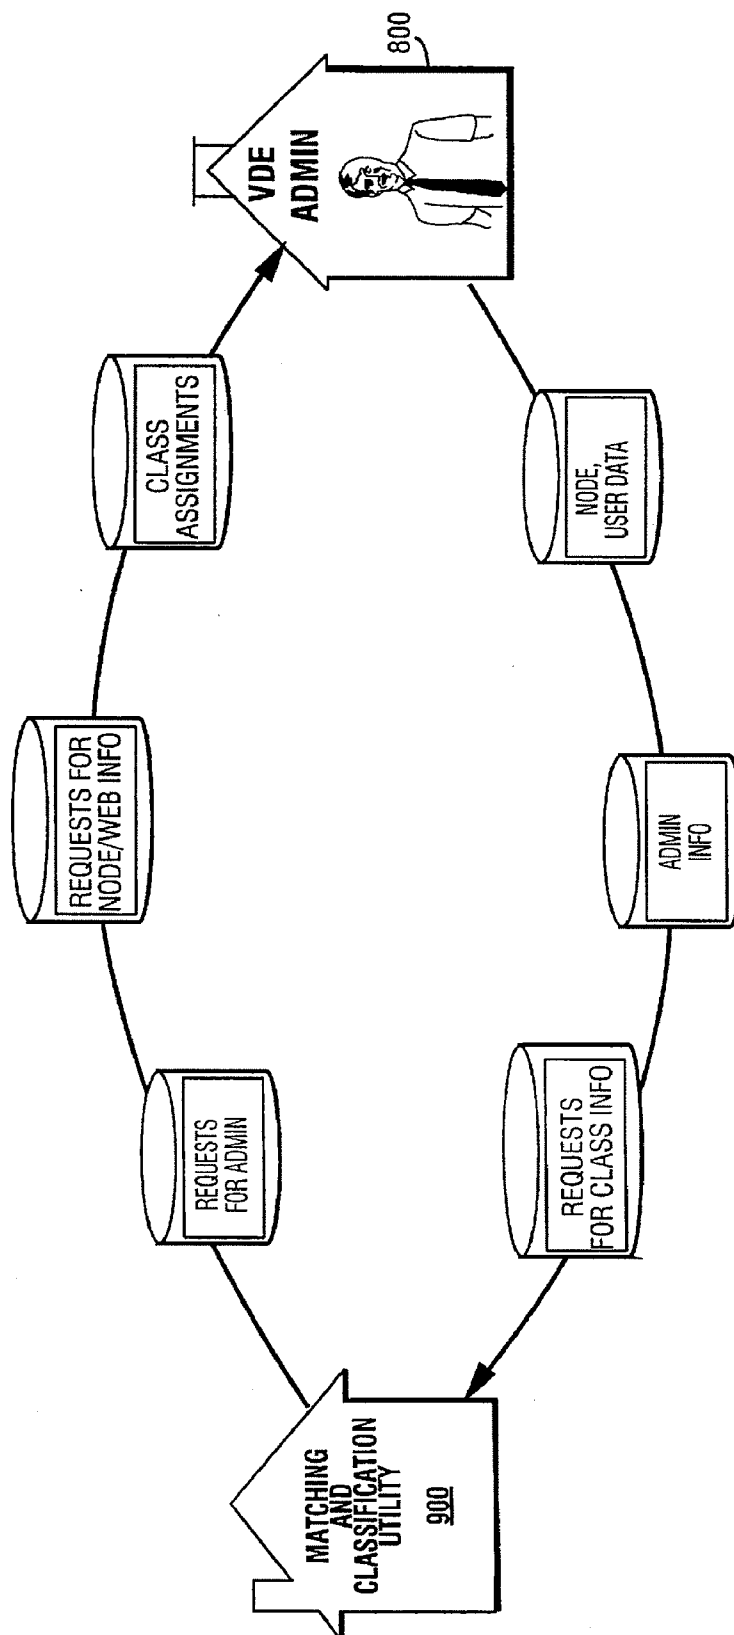 MATCHING
AND
CLASSIFICATION
UTILITY
900
REQUESTS
FOR ADMIN
REQUESTS FOR
NODE/WEB INFO
CLASS
ASSIGNMENTS
VDE
ADMIN
800
NODE,
USER DATA
ADMIN
INFO
REQUESTS
FOR CLASS INFO